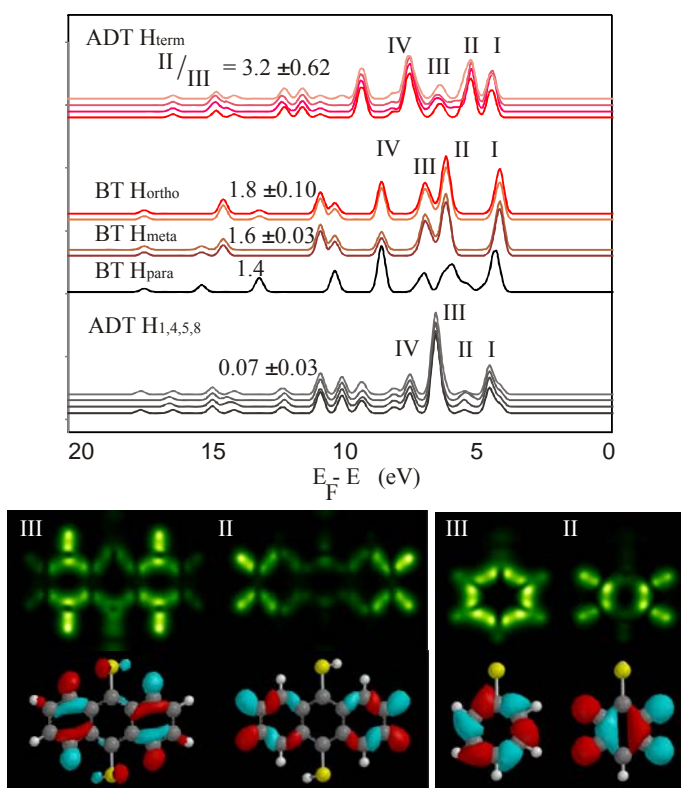 ADT Hterm
IV II I
III
II/III = 3.2 ±0.62
IV III II I
BT Hortho 1.8 ±0.10
BT Hmeta 1.6 ±0.03
BT Hpara 1.4
ADT H1,4,5,8
III
IV II I
0.07 ±0.03
20 15 10 5 0
EF - E (eV)
III II III II